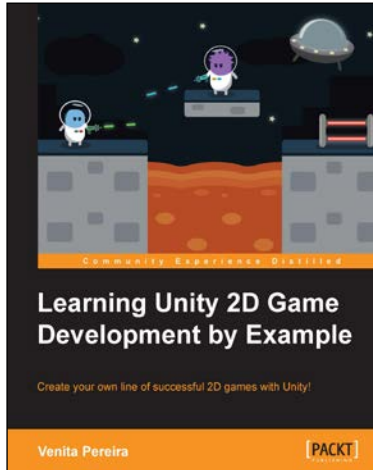 Community Experience Distilled
Learning Unity 2D Game
Development by Example
Create your own line of successful 2D games with Unity!
Venita Pereira
[PACKT]
PUBLISHING